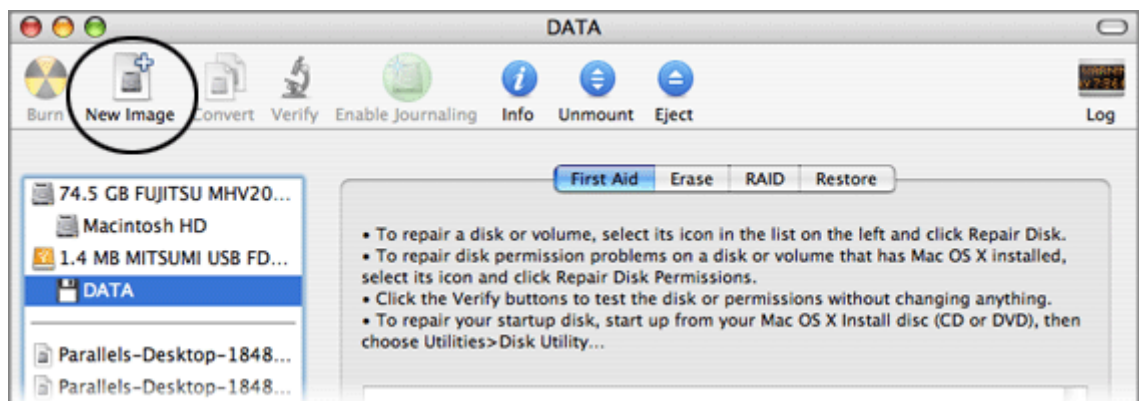 DATA
Burn New Image Convert Verify Enable Journaling Info Unmount Eject Log
First Aid Erase RAID Restore
74.5 GB FUJITSU MHV20...
Macintosh HD
1.4 MB MITSUMI USB FD...
DATA
Parallels-Desktop-1848...
Parallels-Desktop-1848...
• To repair a disk or volume, select its icon in the list on the left and click Repair Disk.
• To repair disk permission problems on a disk or volume that has Mac OS X installed,
select its icon and click Repair Disk Permissions.
• Click the Verify buttons to test the disk or permissions without changing anything.
• To repair your startup disk, start up from your Mac OS X Install disc (CD or DVD), then
choose Utilities>Disk Utility...